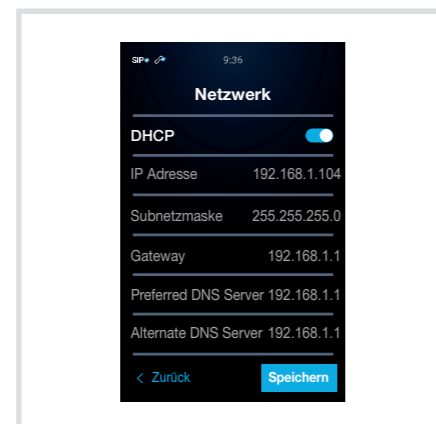 SIP 9:36
Netzwerk
DHCP
IP Adresse 192.168.1.104
Subnetzmaske 255.255.255.0
Gateway 192.168.1.1
Preferred DNS Server 192.168.1.1
Alternate DNS Server 192.168.1.1
< Zurück Speichern